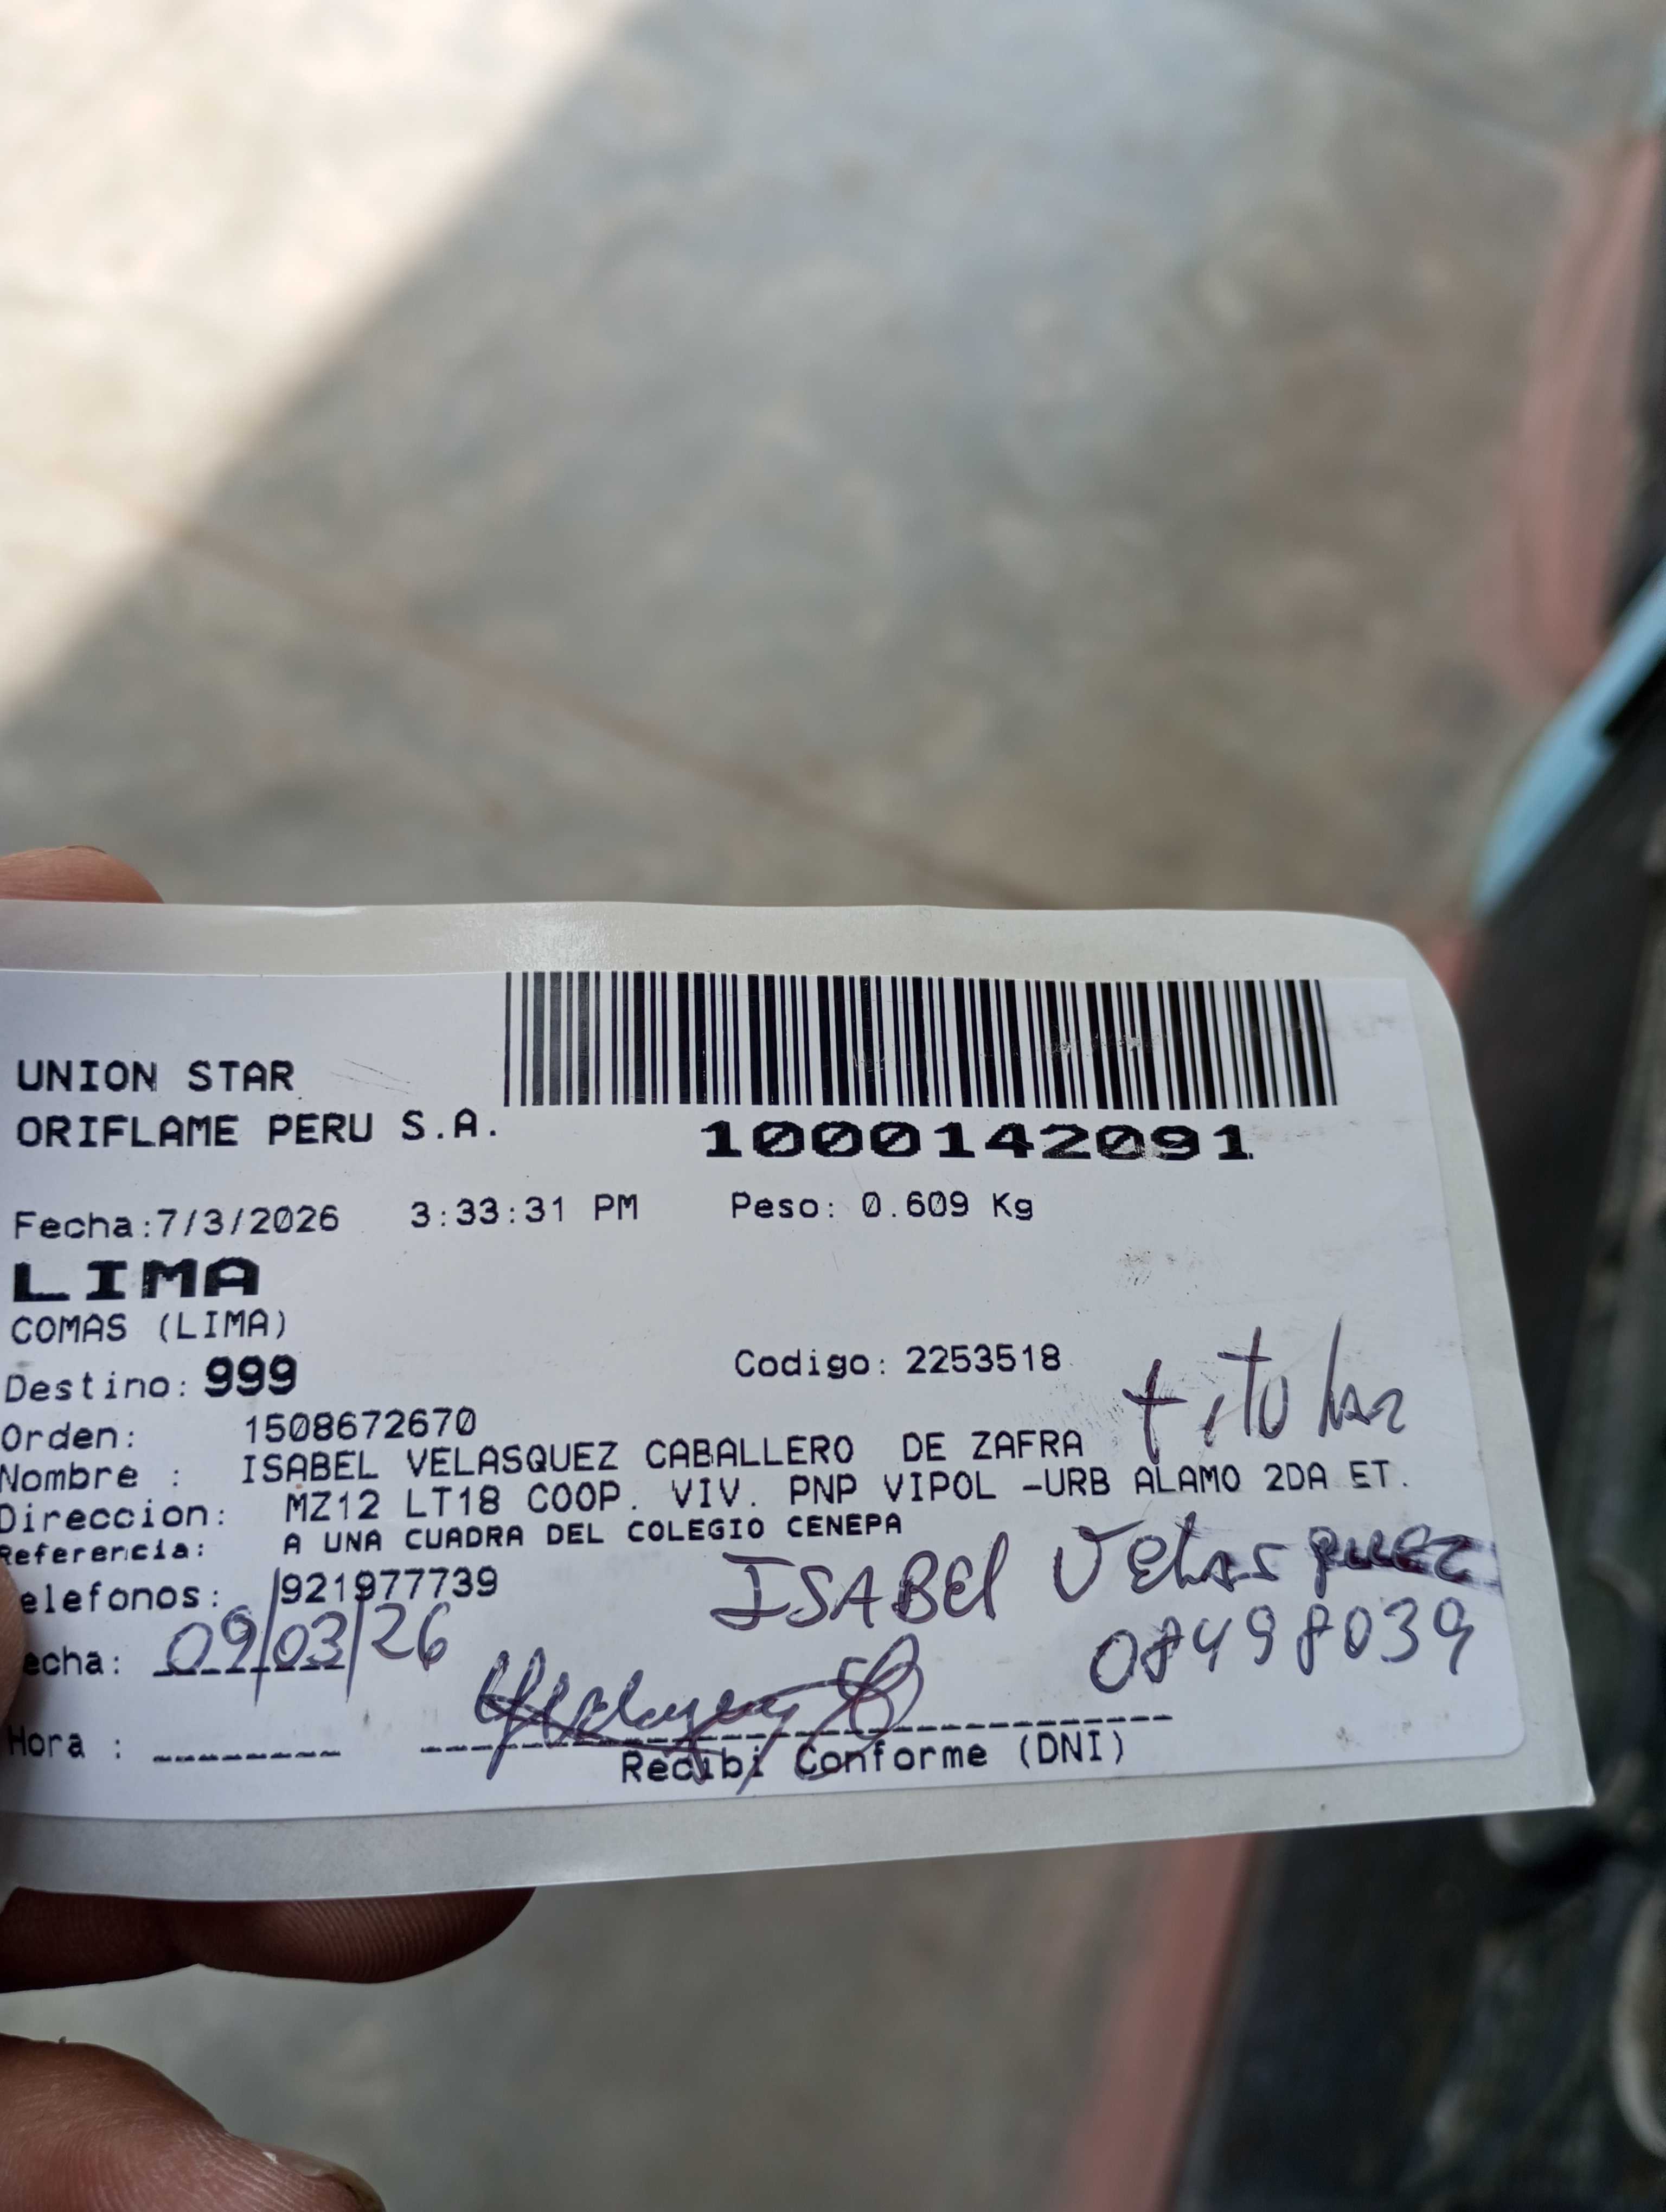 UNION STAR
ORIFLAME PERU S.A.
1000142091
Fecha:7/3/2026 3:33:31 PM Peso: 0.609 Kg
LIMA
COMAS (LIMA)
Destino: 999 Codigo: 2253518
titular
Orden: 1508672670
Nombre : ISABEL VELASQUEZ CABALLERO DE ZAFRA
Direccion: MZ12 LT18 COOP. VIV. PNP VIPOL -URB ALAMO 2DA ET.
Referencia: A UNA CUADRA DEL COLEGIO CENEPA
elefonos: 921977739
ISABEl Velasquez
echa: 09/03/26
08498039
Hora :
Recibi Conforme (DNI)